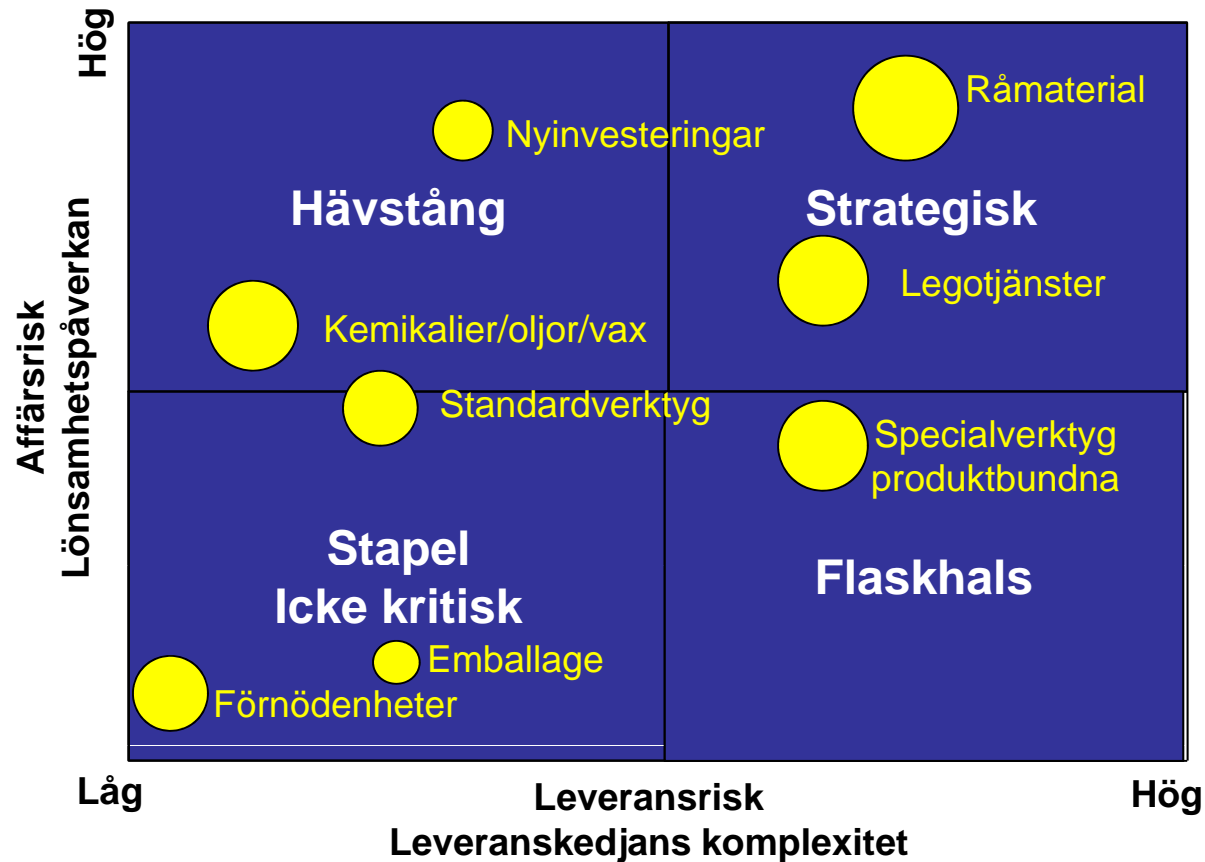 Hög
Råmaterial
Nyinvesteringar
Hävstång
Strategisk
Affärsrisk
Lönsamhetspåverkan
Legotjänster
Kemikalier/oljor/vax
Standardverktyg
Specialverktyg
produktbundna
Stapel
Icke kritisk
Flaskhals
Emballage
Förnödenheter
Låg
Leveransrisk
Hög
Leveranskedjans komplexitet